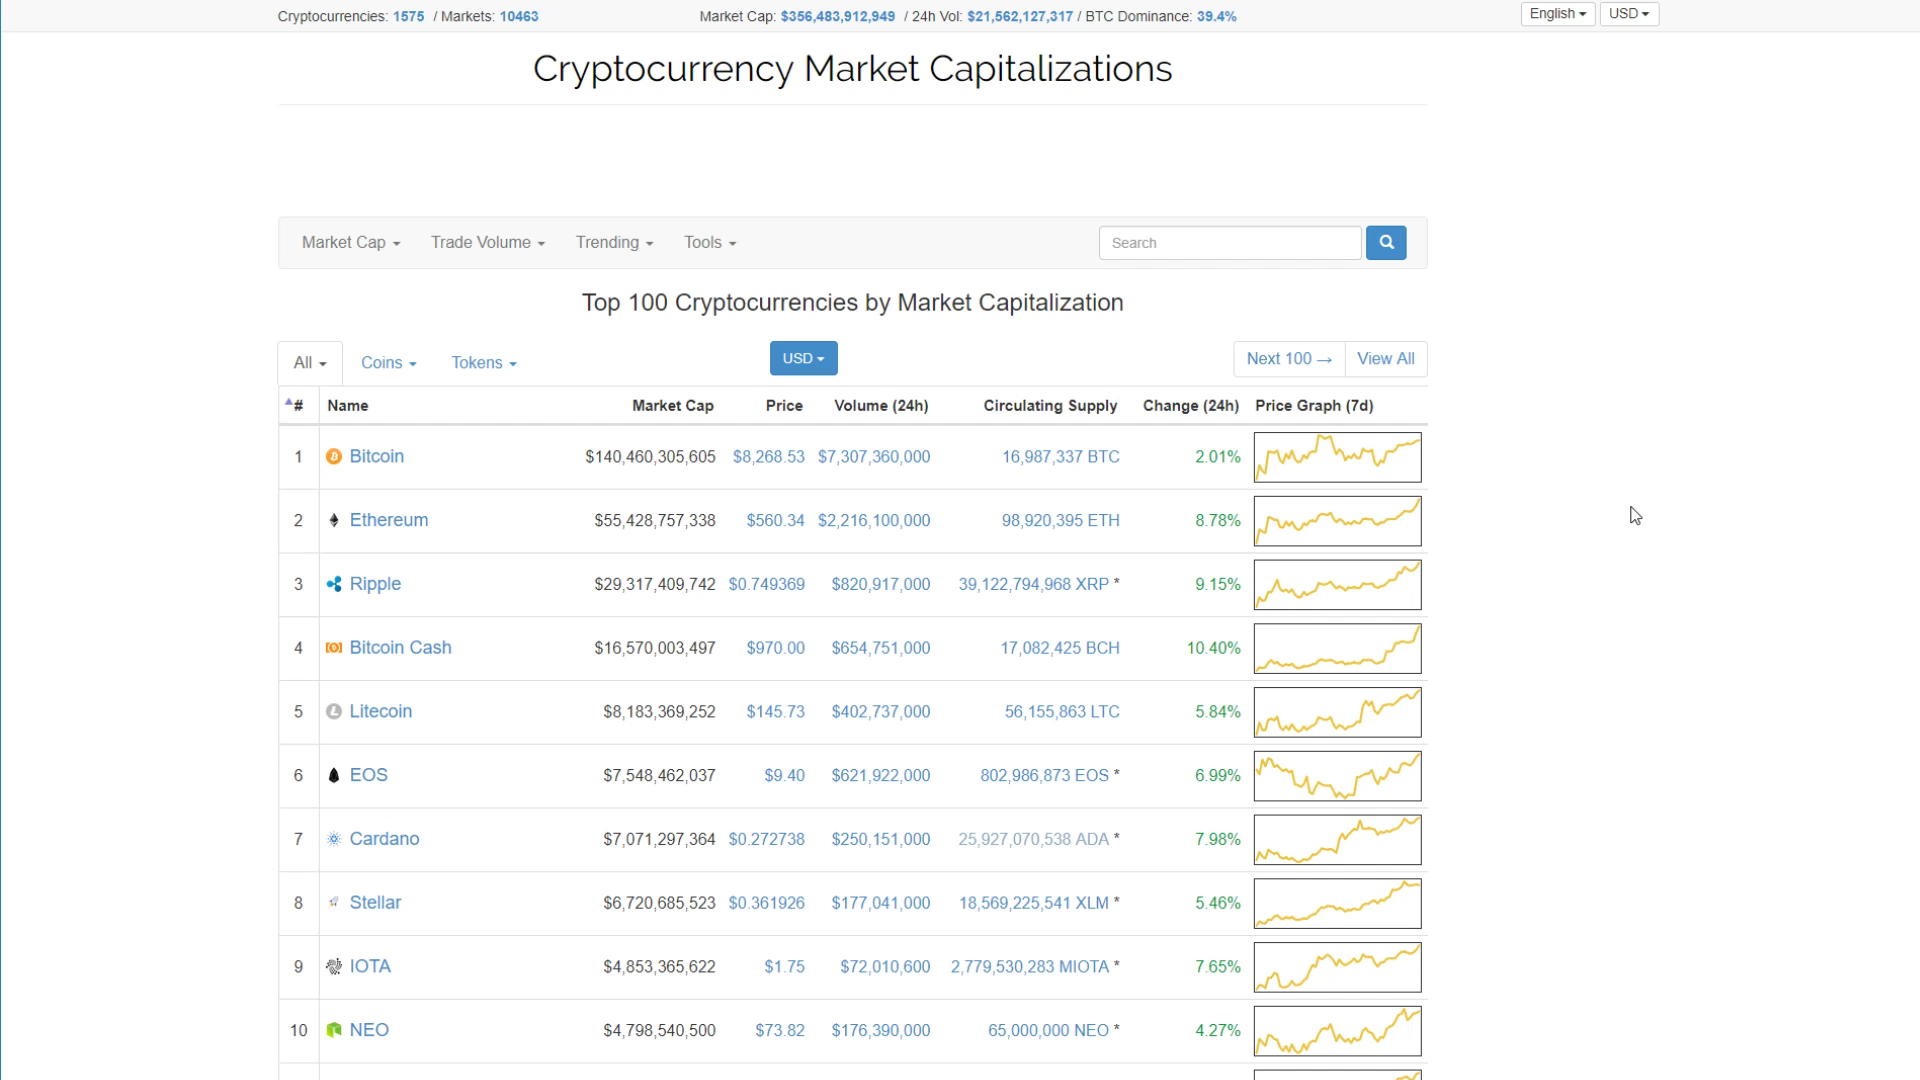 Cryptocurrencies: 1575 / Markets: 10463 Market Cap: $356,483,912,949 / 24h Vol: $21,562,127,317 / BTC Dominance: 39.4% English USD
Cryptocurrency Market Capitalizations
Market Cap Trade Volume Trending Tools Search
Top 100 Cryptocurrencies by Market Capitalization
All Coins Tokens USD Next 100 → View All
# Name Market Cap Price Volume (24h) Circulating Supply Change (24h) Price Graph (7d)
1 Bitcoin $140,460,305,605 $8,268.53 $7,307,360,000 16,987,337 BTC 2.01%
2 Ethereum $55,428,757,338 $560.34 $2,216,100,000 98,920,395 ETH 8.78%
3 Ripple $29,317,409,742 $0.749369 $820,917,000 39,122,794,968 XRP * 9.15%
4 Bitcoin Cash $16,570,003,497 $970.00 $654,751,000 17,082,425 BCH 10.40%
5 Litecoin $8,183,369,252 $145.73 $402,737,000 56,155,863 LTC 5.84%
6 EOS $7,548,462,037 $9.40 $621,922,000 802,986,873 EOS * 6.99%
7 Cardano $7,071,297,364 $0.272738 $250,151,000 25,927,070,538 ADA * 7.98%
8 Stellar $6,720,685,523 $0.361926 $177,041,000 18,569,225,541 XLM * 5.46%
9 IOTA $4,853,365,622 $1.75 $72,010,600 2,779,530,283 MIOTA * 7.65%
10 NEO $4,798,540,500 $73.82 $176,390,000 65,000,000 NEO * 4.27%